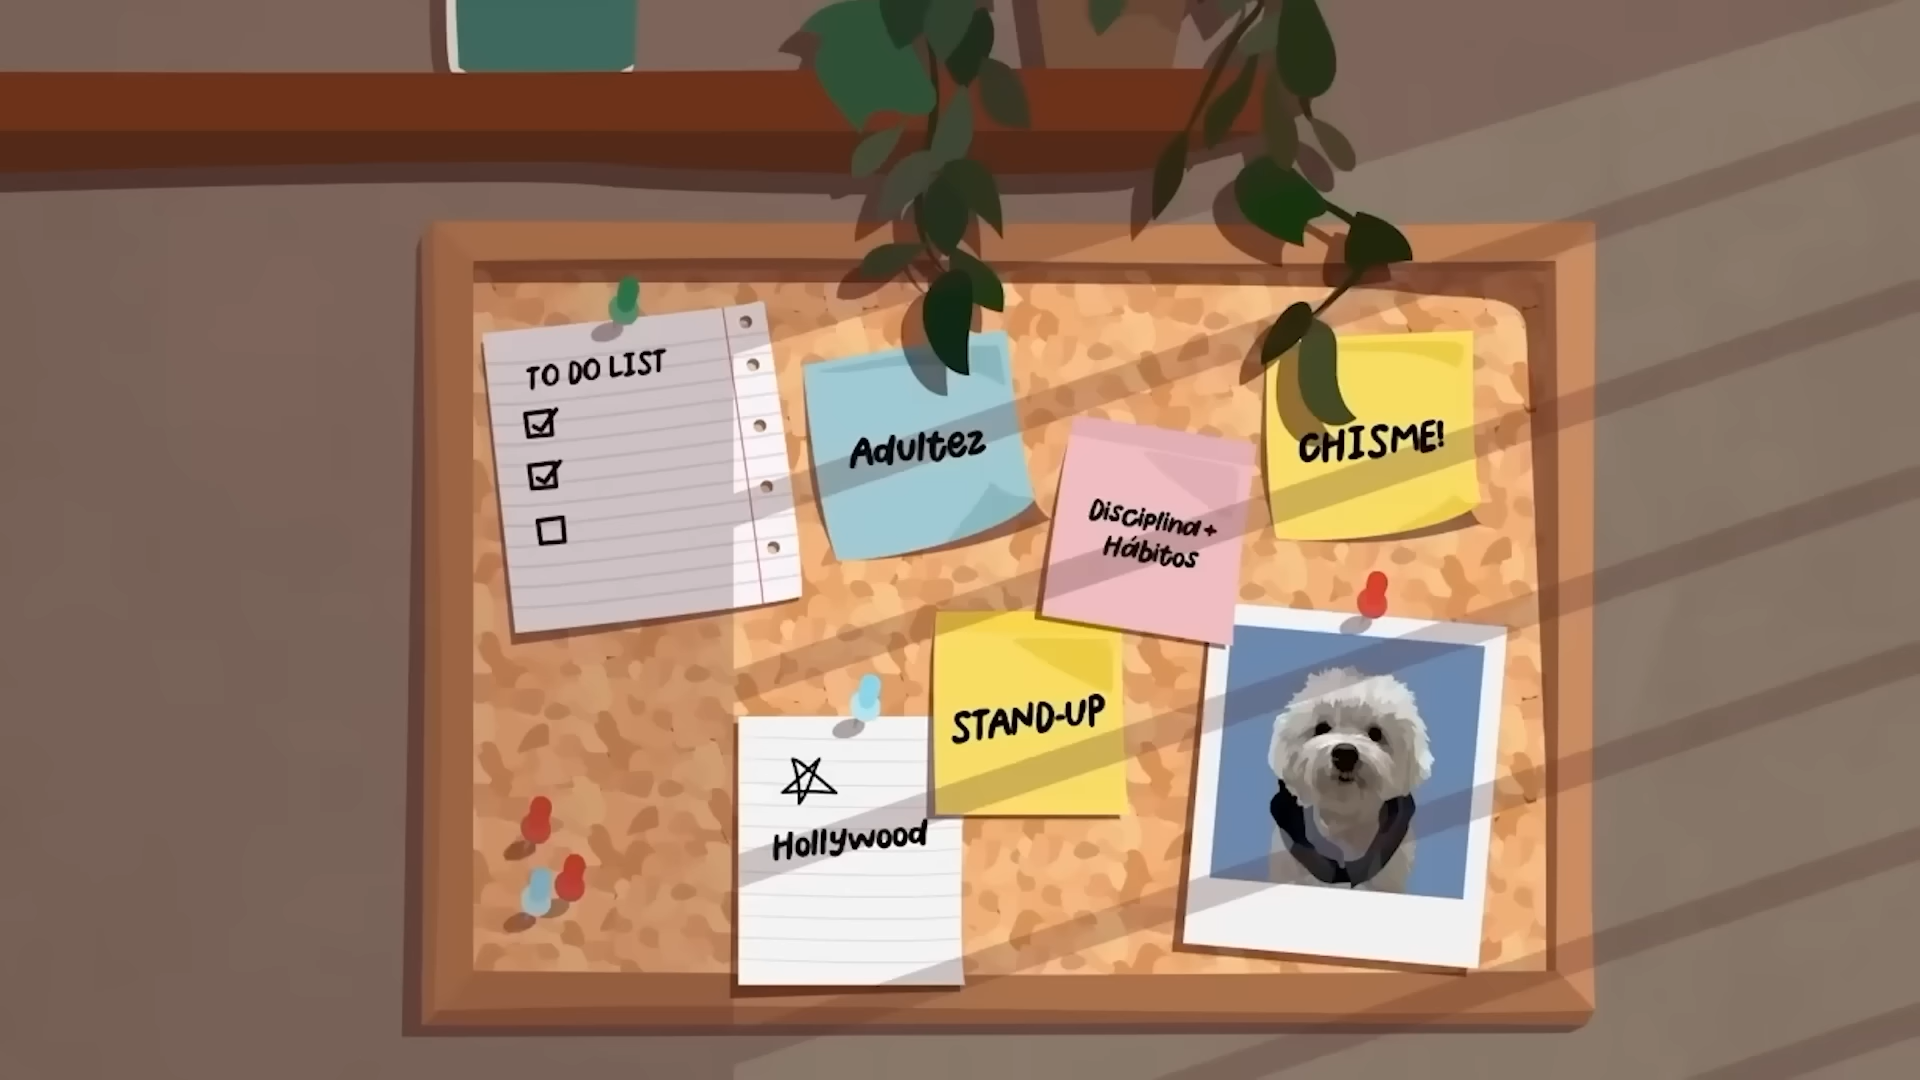 TO DO LIST
Adultez
CHISME!
Disciplina +
Hábitos
STAND-UP
Hollywood